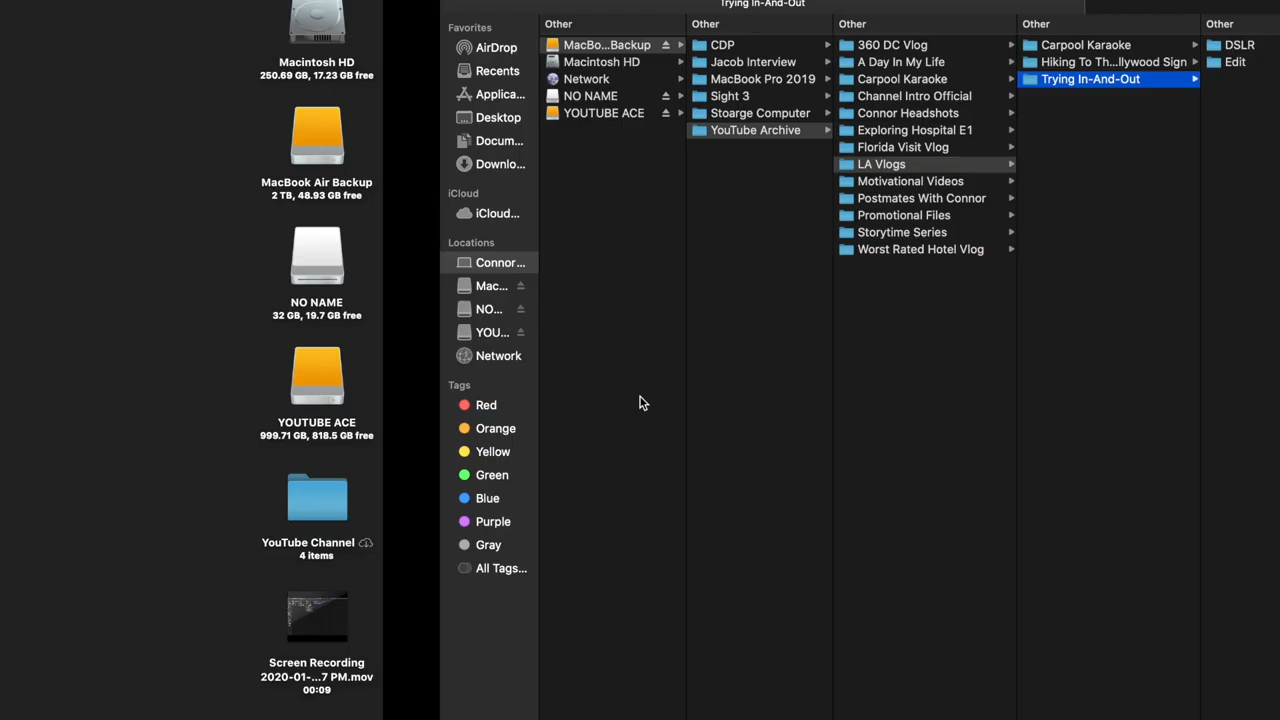 Macintosh HD
250.69 GB, 17.23 GB free
MacBook Air Backup
2 TB, 48.93 GB free
NO NAME
32 GB, 19.7 GB free
YOUTUBE ACE
999.71 GB, 818.5 GB free
YouTube Channel
4 items
Screen Recording
2020-01-...7 PM.mov
00:09
Trying In-And-Out
Favorites
AirDrop
Recents
Applica...
Desktop
Docum...
Downlo...
iCloud
iCloud...
Locations
Connor...
Mac...
NO...
YOU...
Network
Tags
Red
Orange
Yellow
Green
Blue
Purple
Gray
All Tags...
Other
MacBo...Backup
Macintosh HD
Network
NO NAME
YOUTUBE ACE
Other
CDP
Jacob Interview
MacBook Pro 2019
Sight 3
Stoarge Computer
YouTube Archive
Other
360 DC Vlog
A Day In My Life
Carpool Karaoke
Channel Intro Official
Connor Headshots
Exploring Hospital E1
Florida Visit Vlog
LA Vlogs
Motivational Videos
Postmates With Connor
Promotional Files
Storytime Series
Worst Rated Hotel Vlog
Other
Carpool Karaoke
Hiking To Th...llywood Sign
Trying In-And-Out
Other
DSLR
Edit